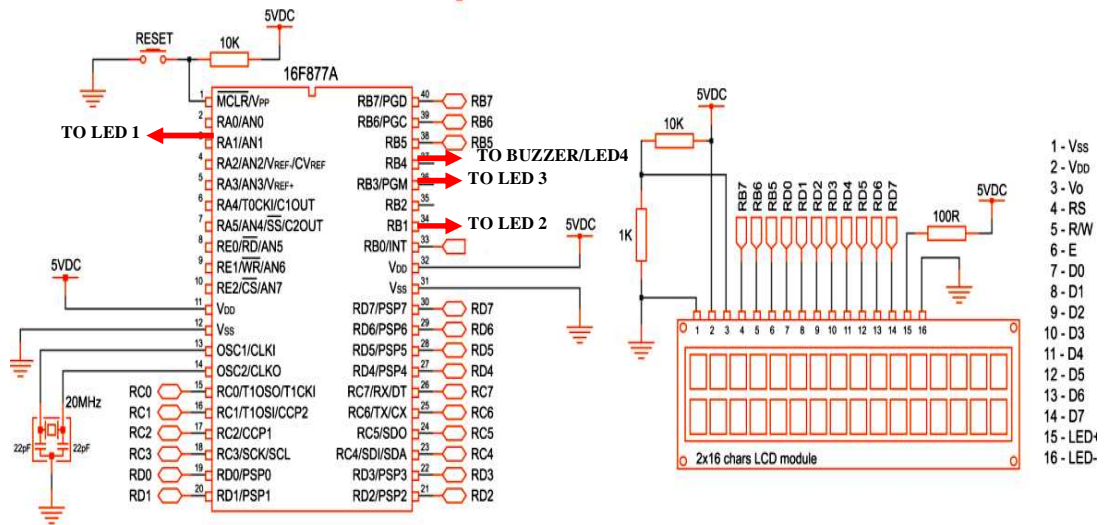 5VDC
RESET
10K
16F877A
1 MCLR/VPP
2 RA0/AN0
TO LED 1
RA1/AN1
4 RA2/AN2/VREF-/CVREF
5 RA3/AN3/VREF+
6 RA4/T0CKI/C1OUT
7 RA5/AN4/SS/C2OUT
8 RE0/RD/AN5
9 RE1/WR/AN6
10 RE2/CS/AN7
5VDC
11 VDD
12 VSS
13 OSC1/CLKI
14 OSC2/CLKO
RC0 15 RC0/T1OSO/T1CKI
RC1 16 RC1/T1OSI/CCP2
RC2 17 RC2/CCP1
RC3 18 RC3/SCK/SCL
RD0 19 RD0/PSP0
RD1 20 RD1/PSP1
20MHz
22pF 22pF
RB7/PGD 40 RB7
RB6/PGC 39 RB6
RB5 38 RB5
RB4 37 TO BUZZER/LED4
RB3/PGM 36 TO LED 3
RB2 35
RB1 34 TO LED 2
RB0/INT 33
5VDC
VDD 32
VSS 31
RD7/PSP7 30 RD7
RD6/PSP6 29 RD6
RD5/PSP5 28 RD5
RD4/PSP4 27 RD4
RC7/RX/DT 26 RC7
RC6/TX/CX 25 RC6
RC5/SDO 24 RC5
RC4/SDI/SDA 23 RC4
RD3/PSP3 22 RD3
RD2/PSP2 21 RD2
5VDC
10K
1K
RB7 RB6 RB5 RD0 RD1 RD2 RD3 RD4 RD5 RD6 RD7
5VDC
100R
1 2 3 4 5 6 7 8 9 10 11 12 13 14 15 16
2x16 chars LCD module
1 - Vss
2 - VDD
3 - Vo
4 - RS
5 - R/W
6 - E
7 - D0
8 - D1
9 - D2
10 - D3
11 - D4
12 - D5
13 - D6
14 - D7
15 - LED+
16 - LED-